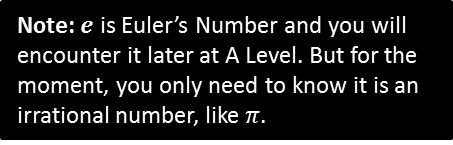 Note: 𝑒 is Euler’s Number and you will
encounter it later at A Level. But for the
moment, you only need to know it is an
irrational number, like 𝜋.